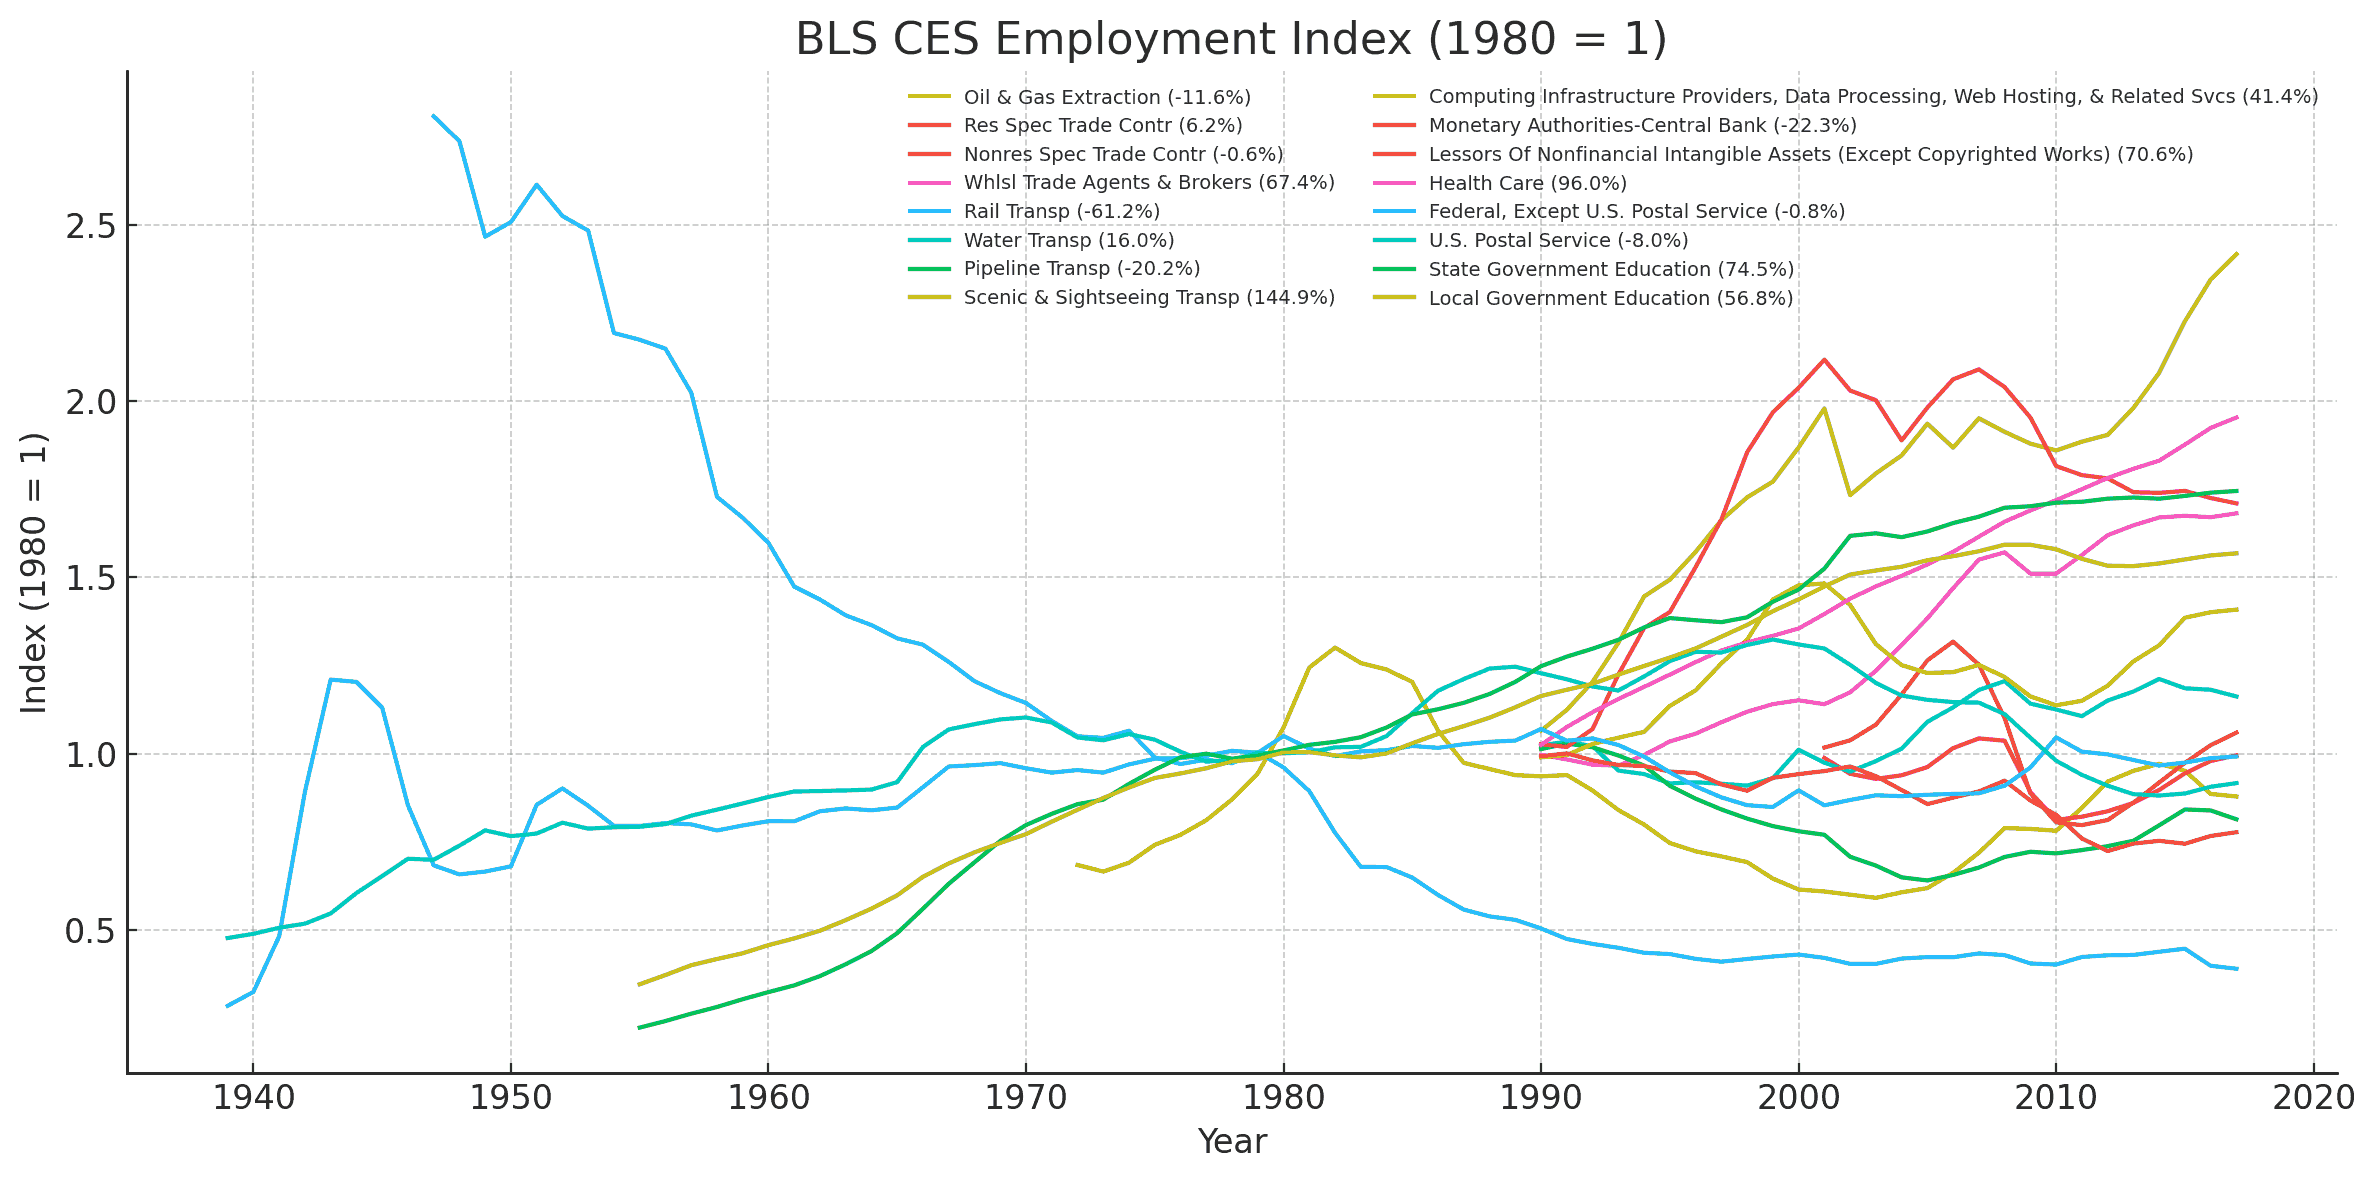 BLS CES Employment Index (1980 = 1)
Oil & Gas Extraction (-11.6%)
Res Spec Trade Contr (6.2%)
Nonres Spec Trade Contr (-0.6%)
Whlsl Trade Agents & Brokers (67.4%)
Rail Transp (-61.2%)
Water Transp (16.0%)
Pipeline Transp (-20.2%)
Scenic & Sightseeing Transp (144.9%)
Computing Infrastructure Providers, Data Processing, Web Hosting, & Related Svcs (41.4%)
Monetary Authorities-Central Bank (-22.3%)
Lessors Of Nonfinancial Intangible Assets (Except Copyrighted Works) (70.6%)
Health Care (96.0%)
Federal, Except U.S. Postal Service (-0.8%)
U.S. Postal Service (-8.0%)
State Government Education (74.5%)
Local Government Education (56.8%)
Index (1980 = 1)
2.5
2.0
1.5
1.0
0.5
1940 1950 1960 1970 1980 1990 2000 2010 2020
Year